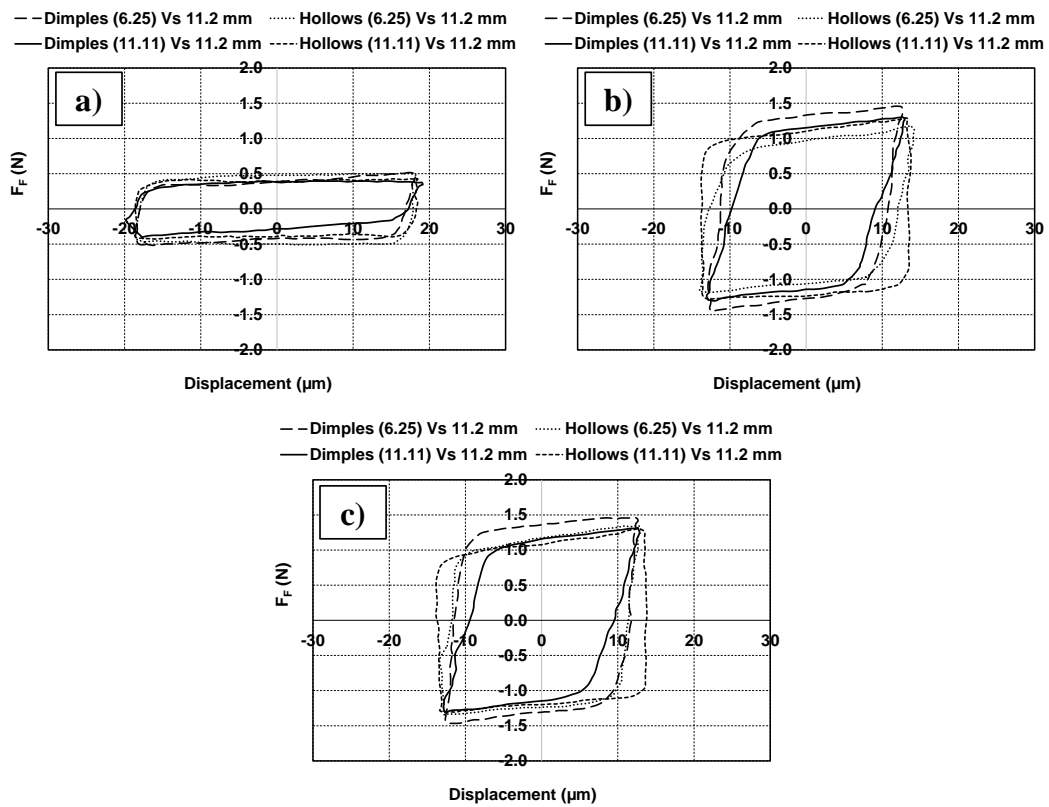 Dimples (6.25) Vs 11.2 mm Hollows (6.25) Vs 11.2 mm
Dimples (11.11) Vs 11.2 mm Hollows (11.11) Vs 11.2 mm
a)
2.0
1.5
1.0
0.5
0.0
-0.5
-1.0
-1.5
-2.0
-30 -20 -10 0 10 20 30
F_F (N)
Displacement (µm)
Dimples (6.25) Vs 11.2 mm Hollows (6.25) Vs 11.2 mm
Dimples (11.11) Vs 11.2 mm Hollows (11.11) Vs 11.2 mm
b)
2.0
1.5
1.0
0.5
0.0
-0.5
-1.0
-1.5
-2.0
-30 -20 -10 0 10 20 30
F_F (N)
Displacement (µm)
Dimples (6.25) Vs 11.2 mm Hollows (6.25) Vs 11.2 mm
Dimples (11.11) Vs 11.2 mm Hollows (11.11) Vs 11.2 mm
c)
2.0
1.5
1.0
0.5
0.0
-0.5
-1.0
-1.5
-2.0
-30 -20 -10 0 10 20 30
F_F (N)
Displacement (µm)